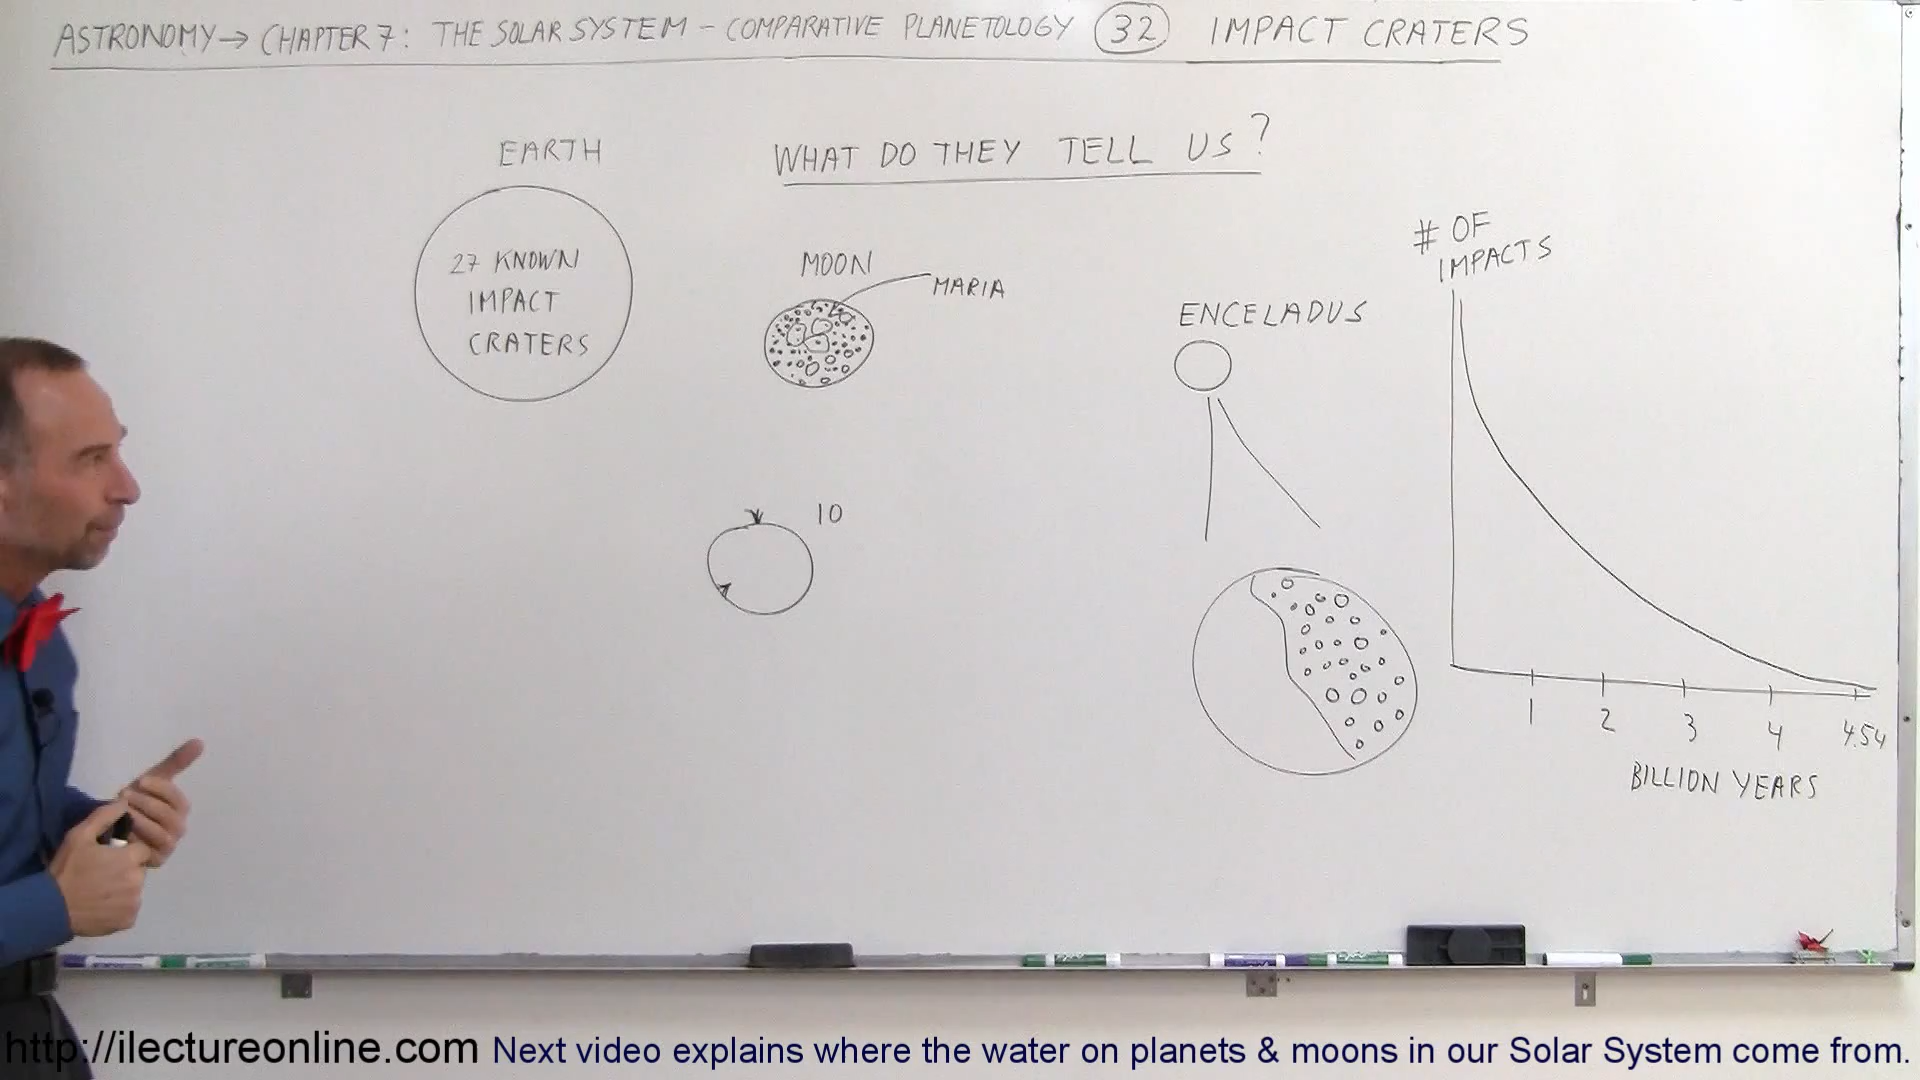 ASTRONOMY → CHAPTER 7: THE SOLAR SYSTEM - COMPARATIVE PLANETOLOGY 32 IMPACT CRATERS
WHAT DO THEY TELL US?
EARTH
27 KNOWN
IMPACT
CRATERS
MOON
MARIA
IO
ENCELADUS
# OF
IMPACTS
1 2 3 4 4.54
BILLION YEARS
http://ilectureonline.com Next video explains where the water on planets & moons in our Solar System come from.